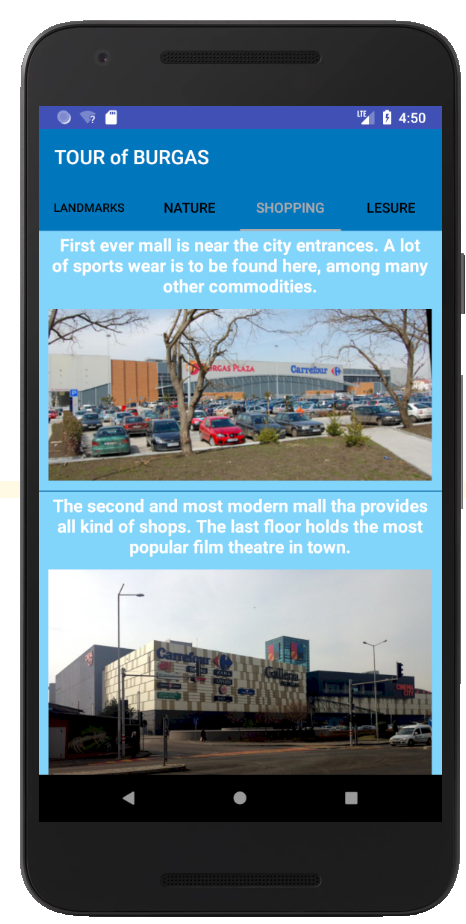 LTE 4:50
TOUR of BURGAS
LANDMARKS NATURE SHOPPING LESURE
First ever mall is near the city entrances. A lot
of sports wear is to be found here, among many
other commodities.
BURGAS PLAZA Carrefour
The second and most modern mall tha provides
all kind of shops. The last floor holds the most
popular film theatre in town.
Carrefour Galleria